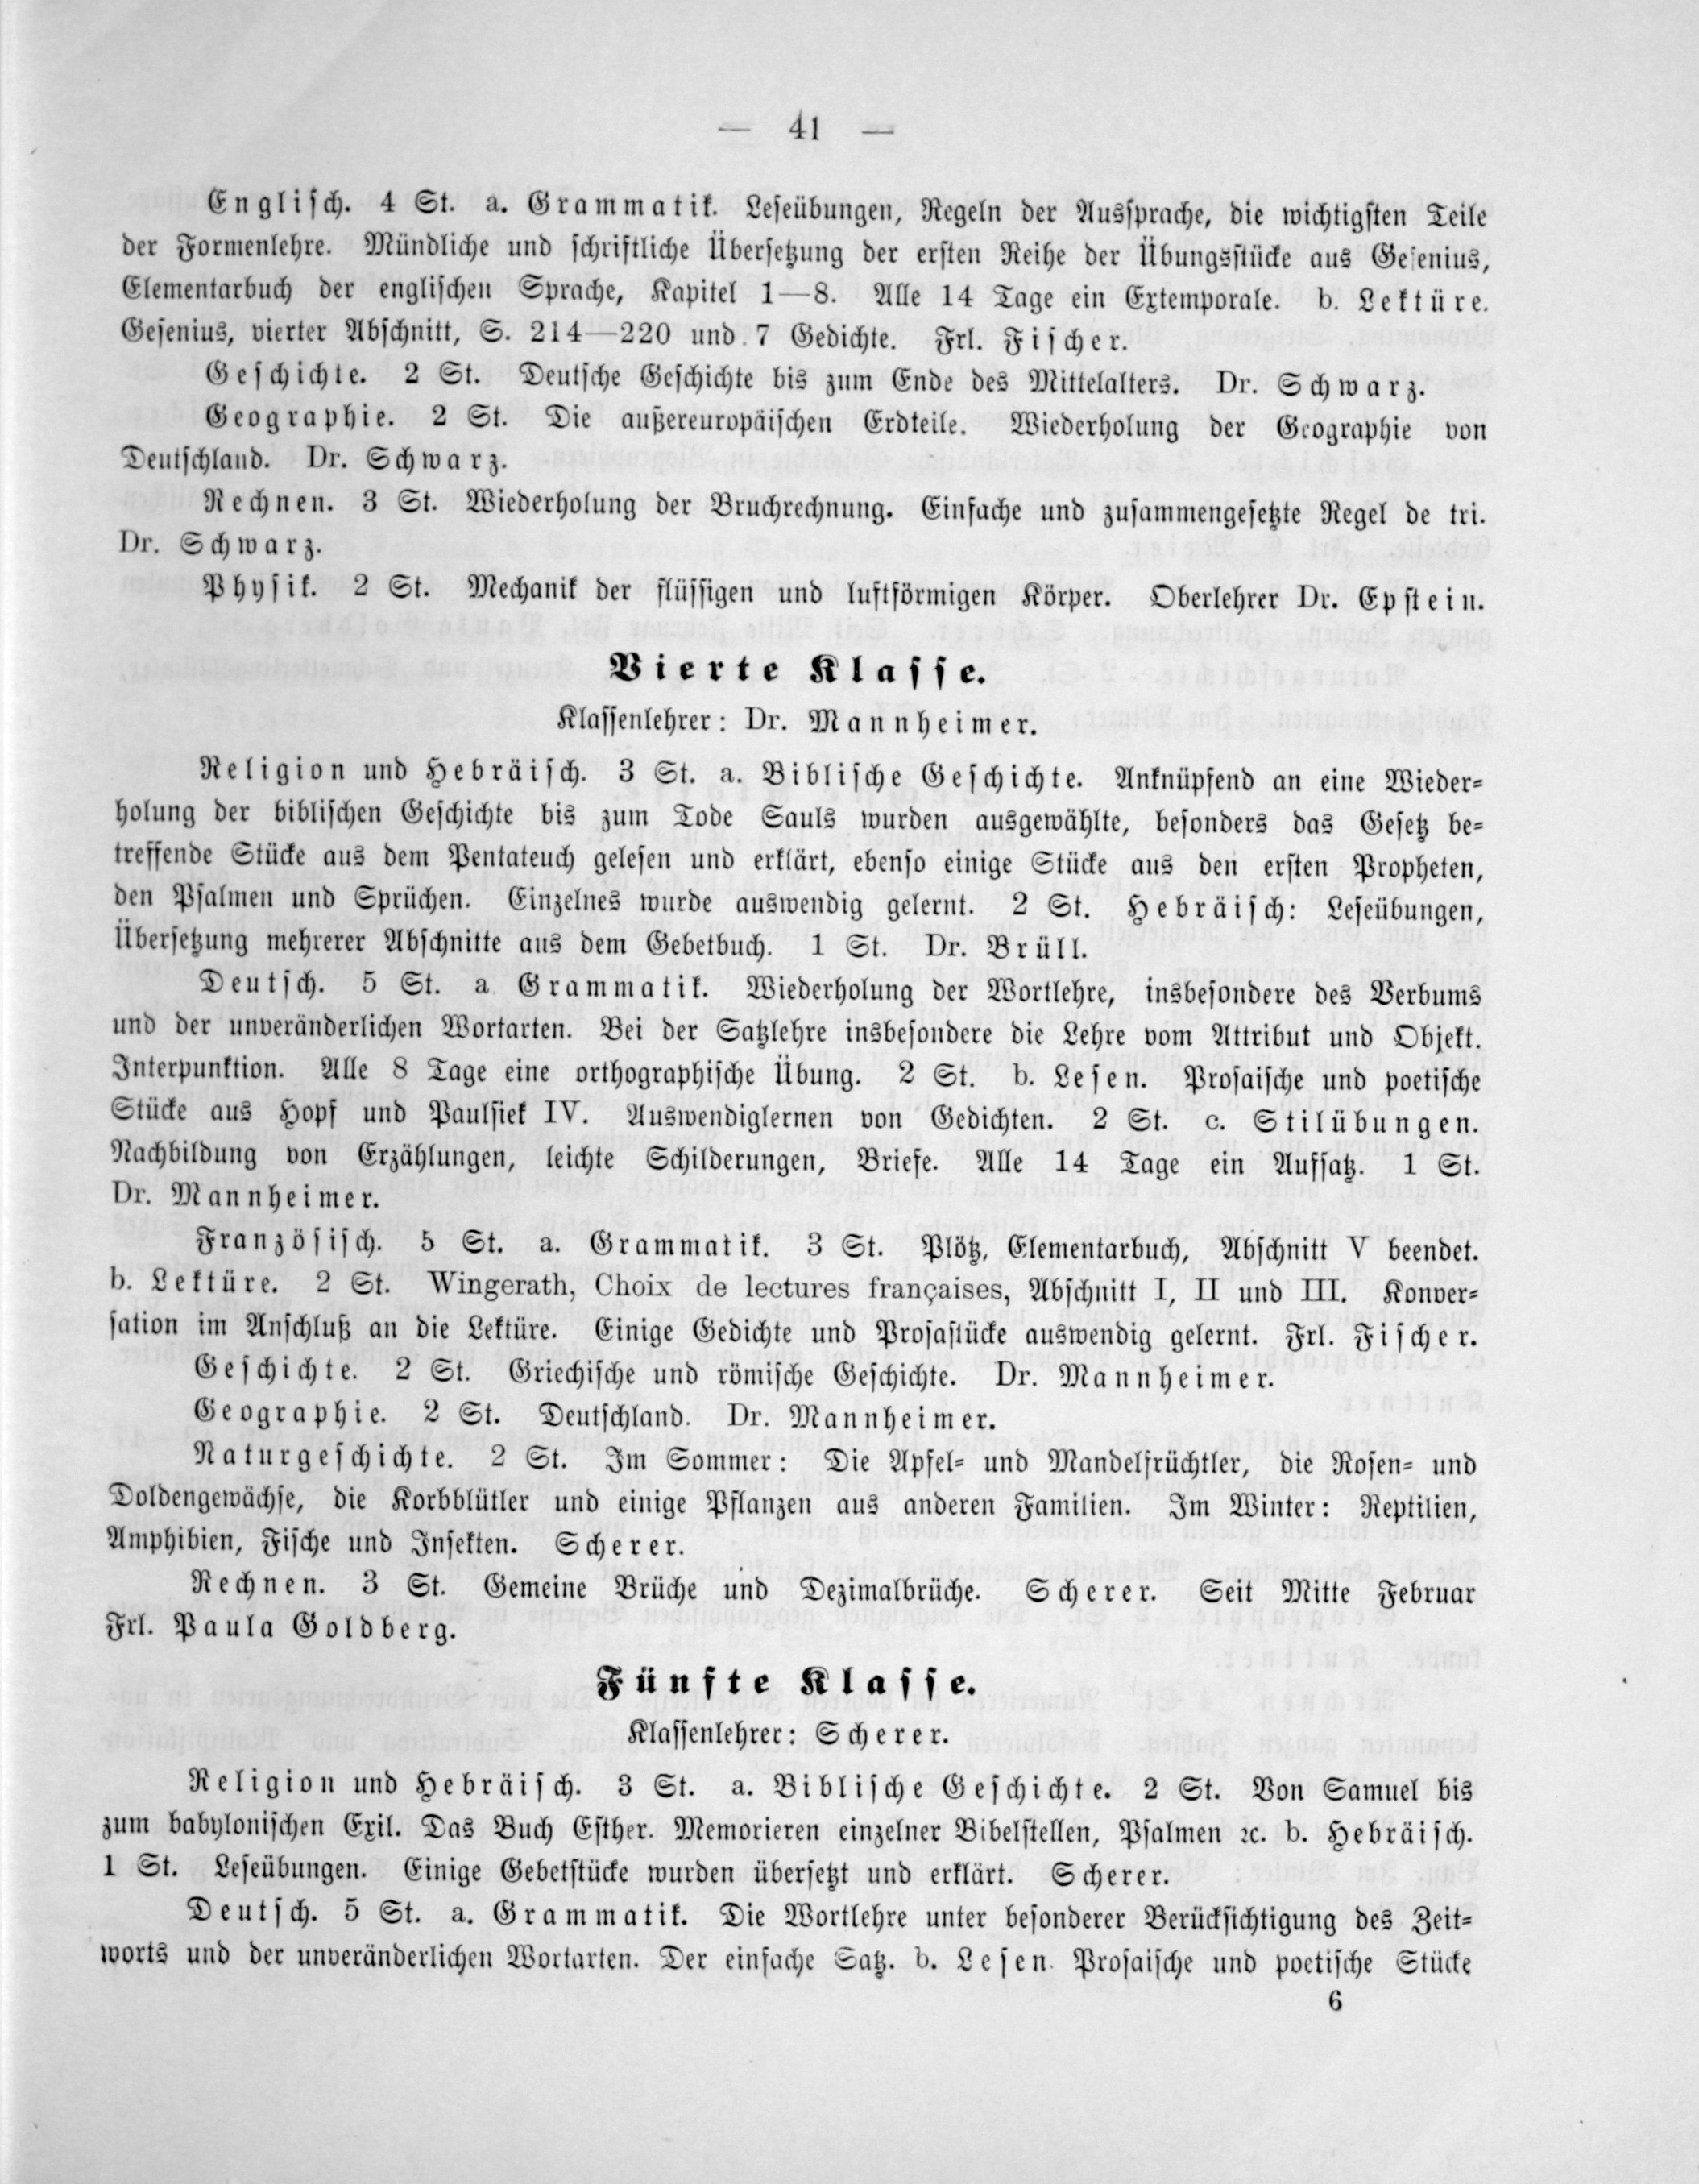 — 41 —
Englisch. 4 St. a. Grammatik. Leseübungen, Regeln der Aussprache, die wichtigsten Teile
der Formenlehre. Mündliche und schriftliche Übersetzung der ersten Reihe der Übungsstücke aus Gesenius,
Elementarbuch der englischen Sprache, Kapitel 1—8. Alle 14 Tage ein Extemporale. b. Lektüre.
Gesenius, vierter Abschnitt, S. 214—220 und 7 Gedichte. Frl. Fischer.
Geschichte. 2 St. Deutsche Geschichte bis zum Ende des Mittelalters. Dr. Schwarz.
Geographie. 2 St. Die außereuropäischen Erdteile. Wiederholung der Geographie von
Deutschland. Dr. Schwarz.
Rechnen. 3 St. Wiederholung der Bruchrechnung. Einfache und zusammengesetzte Regel de tri.
Dr. Schwarz.
Physik. 2 St. Mechanik der flüssigen und luftförmigen Körper. Oberlehrer Dr. Epstein.
Vierte Klasse.
Klassenlehrer: Dr. Mannheimer.
Religion und Hebräisch. 3 St. a. Biblische Geschichte. Anknüpfend an eine Wieder-
holung der biblischen Geschichte bis zum Tode Sauls wurden ausgewählte, besonders das Gesetz be-
treffende Stücke aus dem Pentateuch gelesen und erklärt, ebenso einige Stücke aus den ersten Propheten,
den Psalmen und Sprüchen. Einzelnes wurde auswendig gelernt. 2 St. Hebräisch: Leseübungen,
Übersetzung mehrerer Abschnitte aus dem Gebetbuch. 1 St. Dr. Brüll.
Deutsch. 5 St. a Grammatik. Wiederholung der Wortlehre, insbesondere des Verbums
und der unveränderlichen Wortarten. Bei der Satzlehre insbesondere die Lehre vom Attribut und Objekt.
Interpunktion. Alle 8 Tage eine orthographische Übung. 2 St. b. Lesen. Prosaische und poetische
Stücke aus Hopf und Paulsiek IV. Auswendiglernen von Gedichten. 2 St. c. Stilübungen.
Nachbildung von Erzählungen, leichte Schilderungen, Briefe. Alle 14 Tage ein Aufsatz. 1 St.
Dr. Mannheimer.
Französisch. 5 St. a. Grammatik. 3 St. Plötz, Elementarbuch, Abschnitt V beendet.
b. Lektüre. 2 St. Wingerath, Choix de lectures françaises, Abschnitt I, II und III. Konver-
sation im Anschluß an die Lektüre. Einige Gedichte und Prosastücke auswendig gelernt. Frl. Fischer.
Geschichte. 2 St. Griechische und römische Geschichte. Dr. Mannheimer.
Geographie. 2 St. Deutschland. Dr. Mannheimer.
Naturgeschichte. 2 St. Im Sommer: Die Apfel- und Mandelfrüchtler, die Rosen- und
Doldengewächse, die Korbblütler und einige Pflanzen aus anderen Familien. Im Winter: Reptilien,
Amphibien, Fische und Insekten. Scherer.
Rechnen. 3 St. Gemeine Brüche und Dezimalbrüche. Scherer. Seit Mitte Februar
Frl. Paula Goldberg.
Fünfte Klasse.
Klassenlehrer: Scherer.
Religion und Hebräisch. 3 St. a. Biblische Geschichte. 2 St. Von Samuel bis
zum babylonischen Exil. Das Buch Esther. Memorieren einzelner Bibelstellen, Psalmen ꝛc. b. Hebräisch.
1 St. Leseübungen. Einige Gebetstücke wurden übersetzt und erklärt. Scherer.
Deutsch. 5 St. a. Grammatik. Die Wortlehre unter besonderer Berücksichtigung des Zeit-
worts und der unveränderlichen Wortarten. Der einfache Satz. b. Lesen. Prosaische und poetische Stücke
6